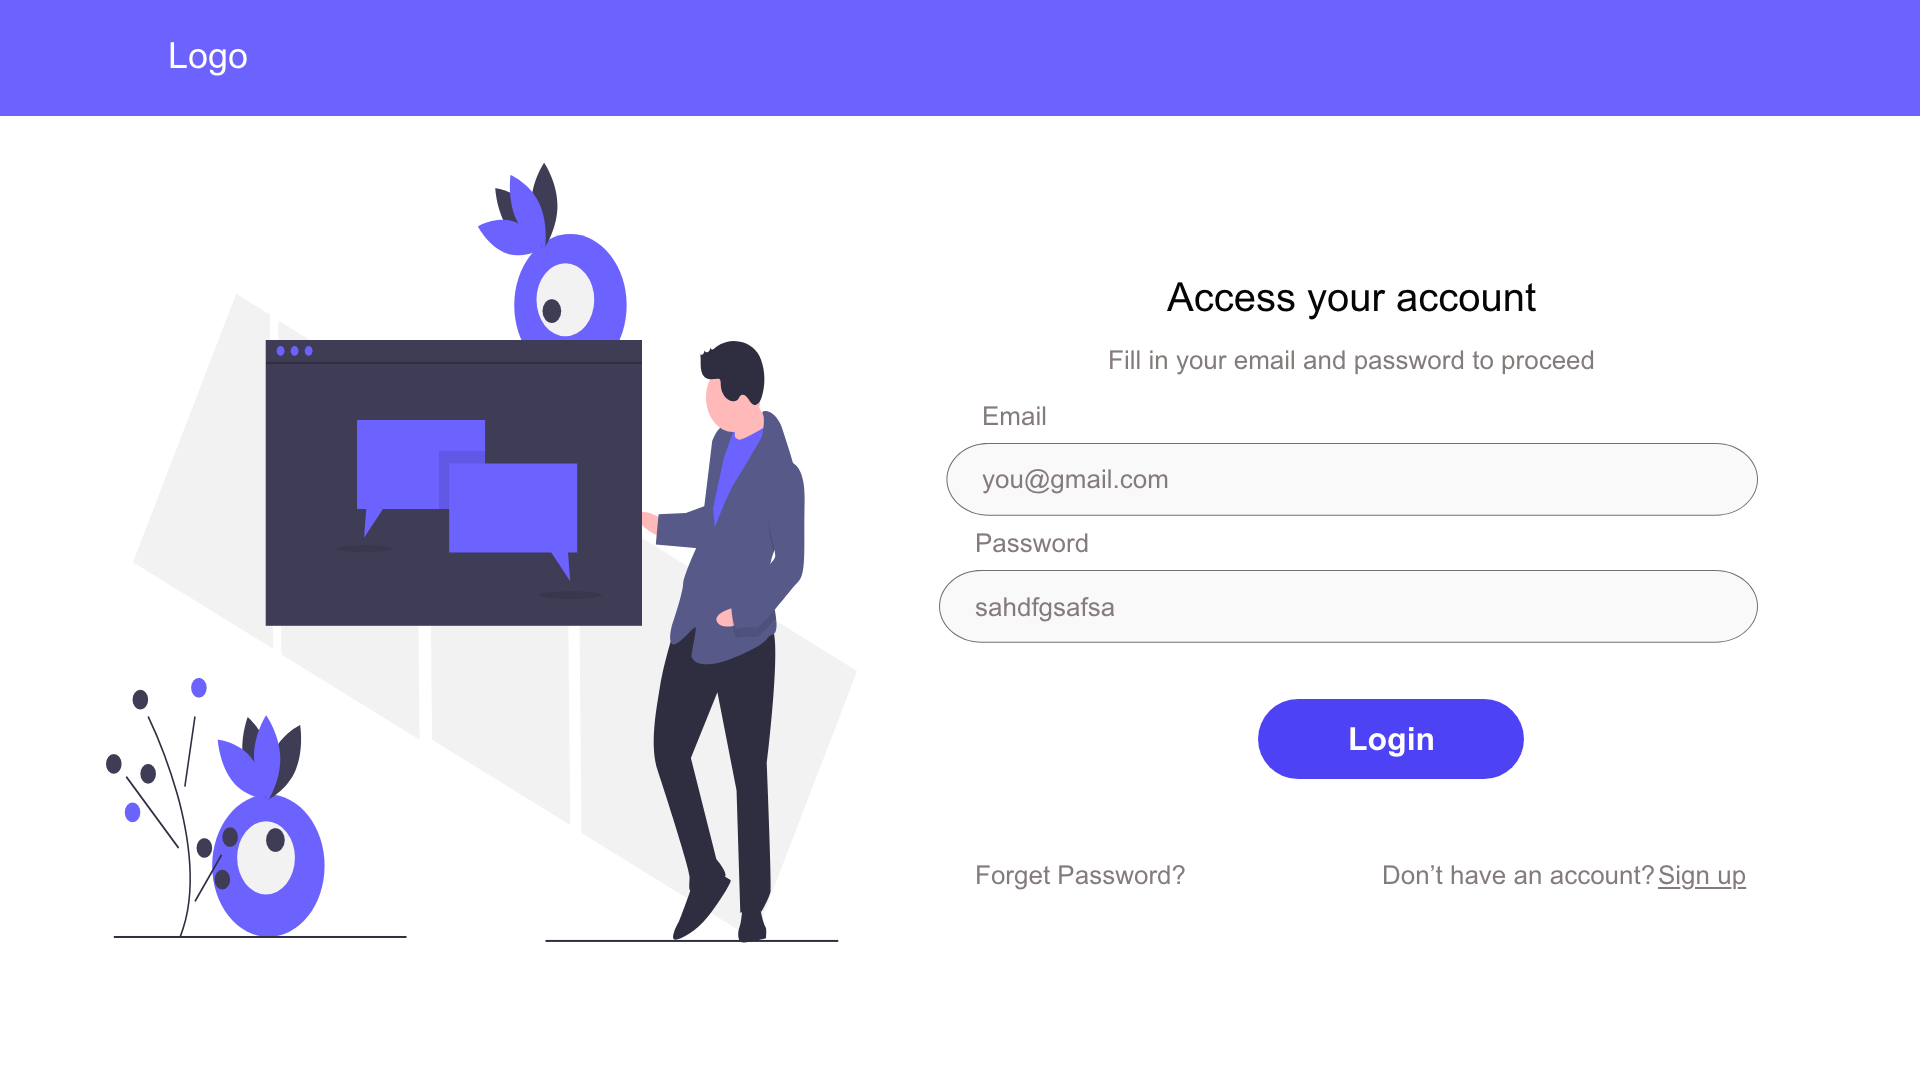 Logo
Access your account
Fill in your email and password to proceed
Email
you@gmail.com
Password
sahdfgsafsa
Login
Forget Password?
Don’t have an account? Sign up